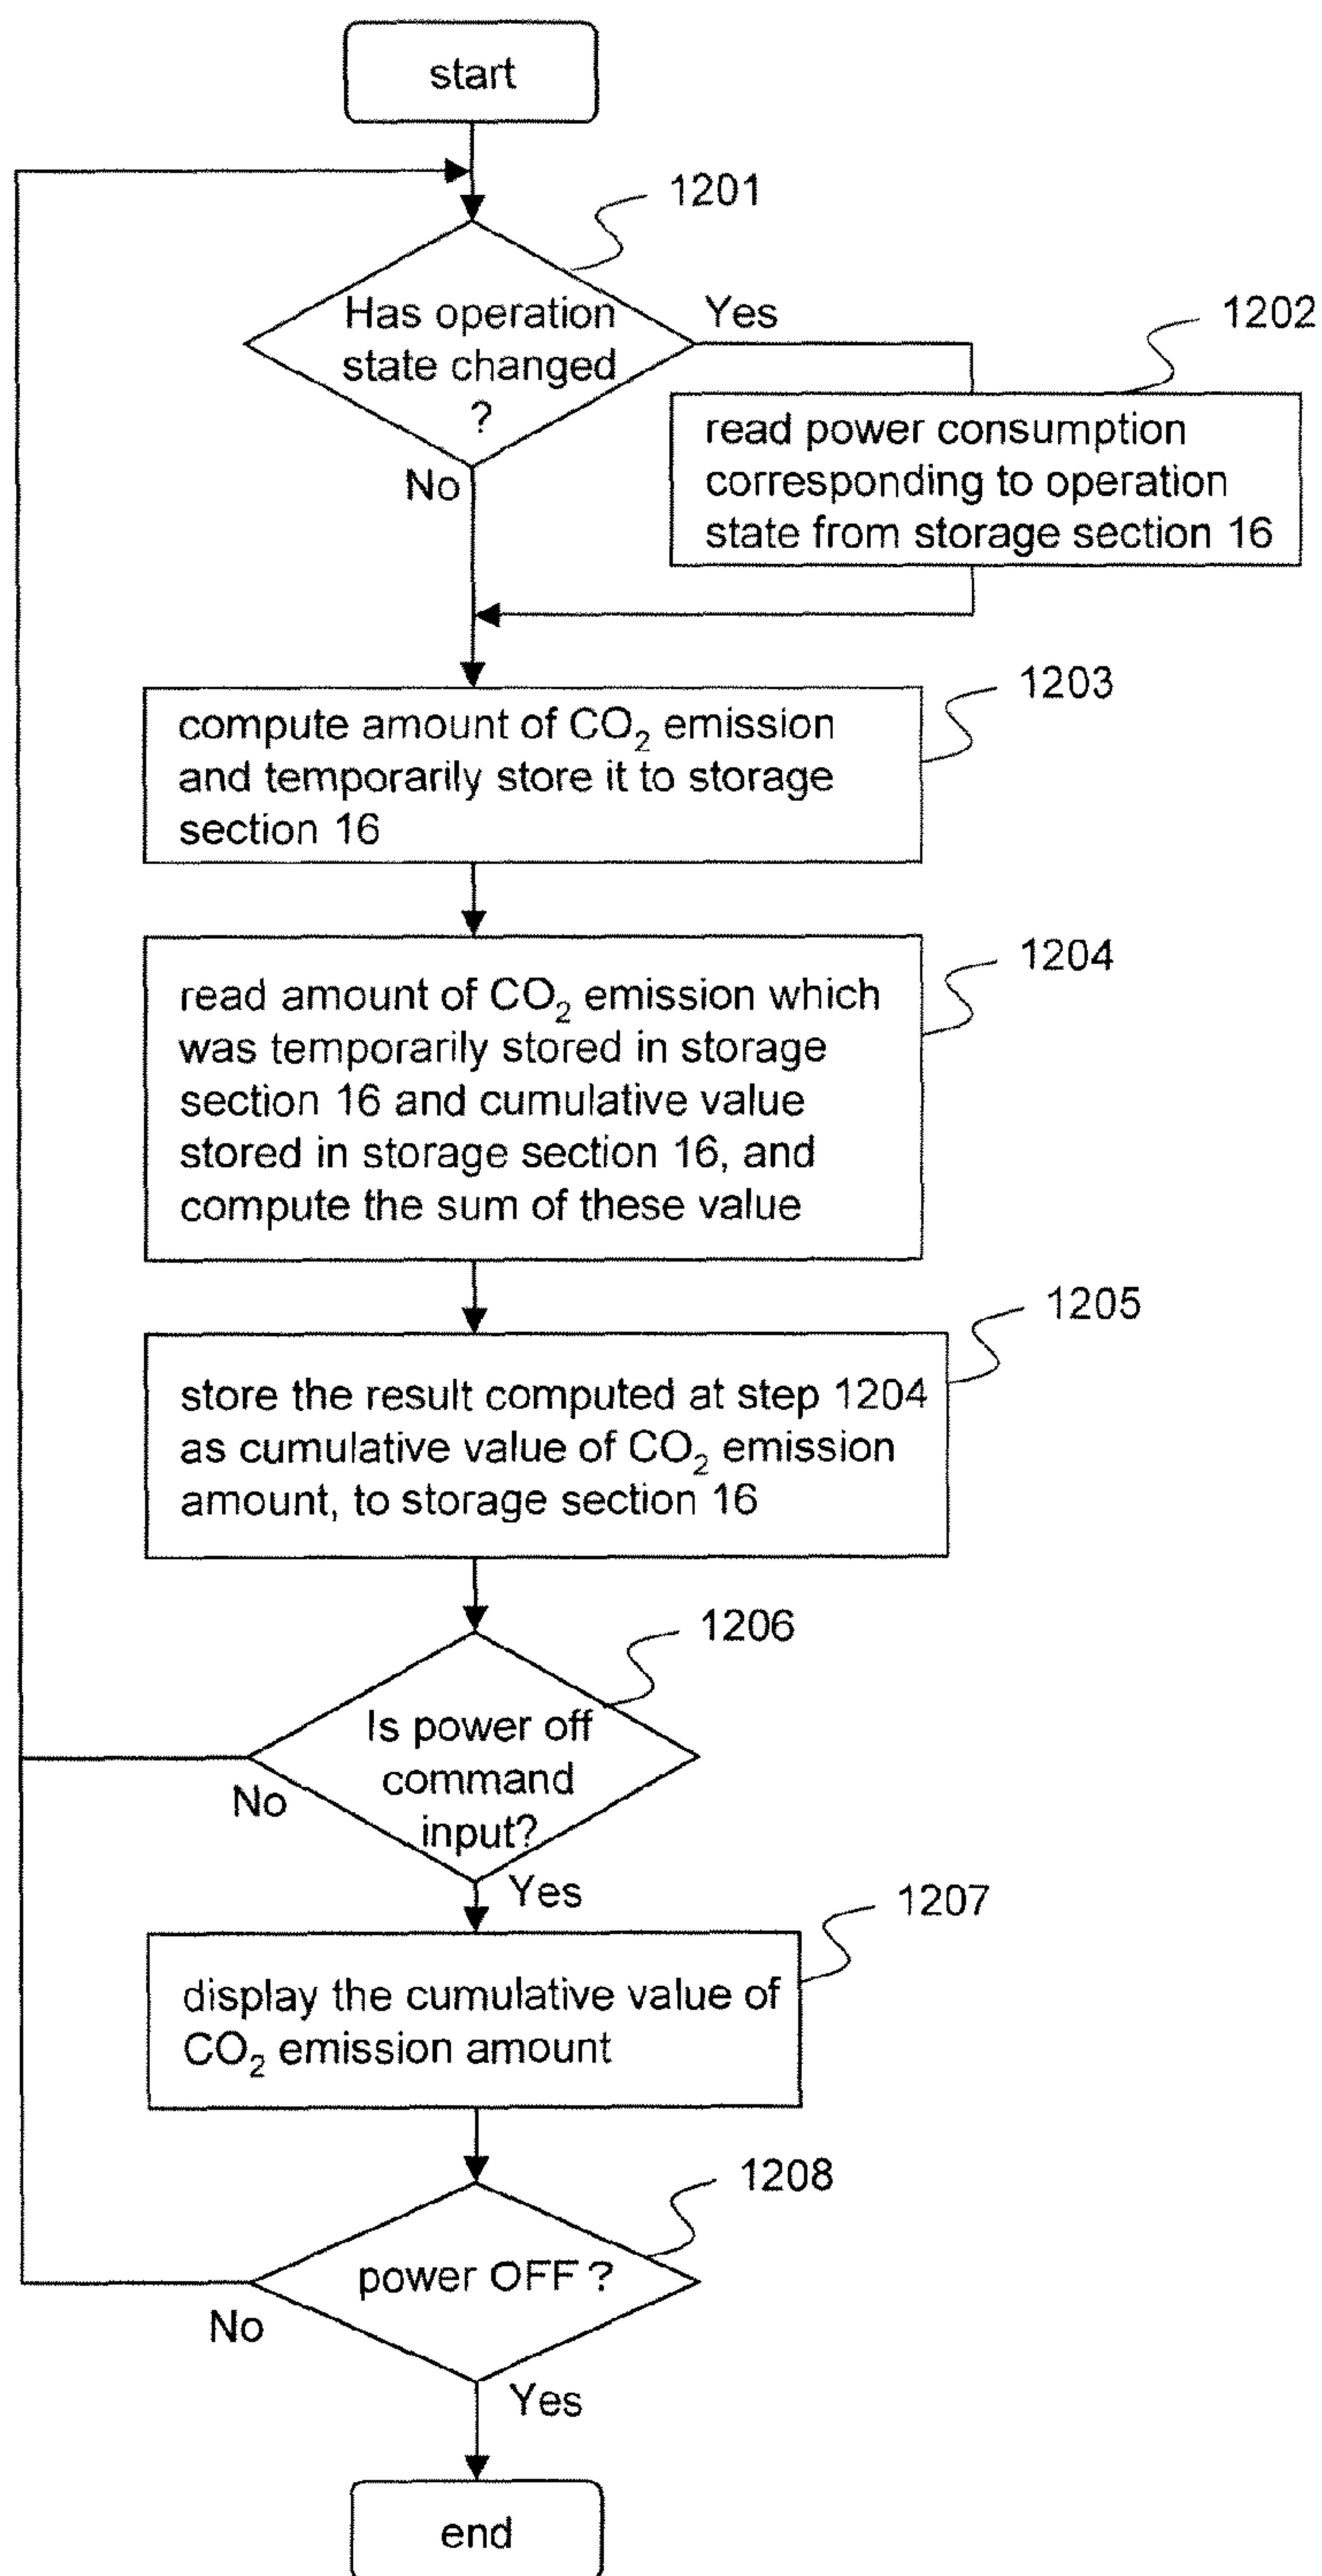 start
1201
Has operation
state changed
?
Yes
No
1202
read power consumption
corresponding to operation
state from storage section 16
1203
compute amount of CO₂ emission
and temporarily store it to storage
section 16
1204
read amount of CO₂ emission which
was temporarily stored in storage
section 16 and cumulative value
stored in storage section 16, and
compute the sum of these value
1205
store the result computed at step 1204
as cumulative value of CO₂ emission
amount, to storage section 16
1206
Is power off
command
input?
No
Yes
1207
display the cumulative value of
CO₂ emission amount
1208
power OFF ?
No
Yes
end